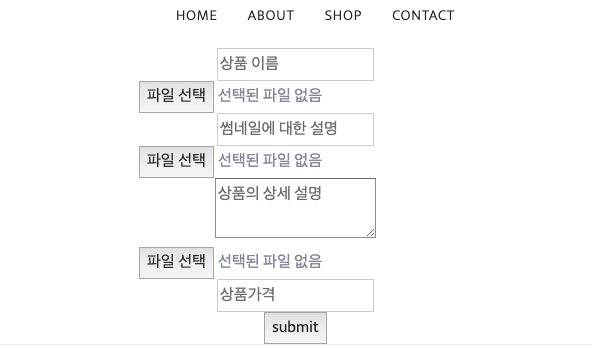 HOME ABOUT SHOP CONTACT
상품 이름
파일 선택 선택된 파일 없음
썸네일에 대한 설명
파일 선택 선택된 파일 없음
상품의 상세 설명
파일 선택 선택된 파일 없음
상품가격
submit